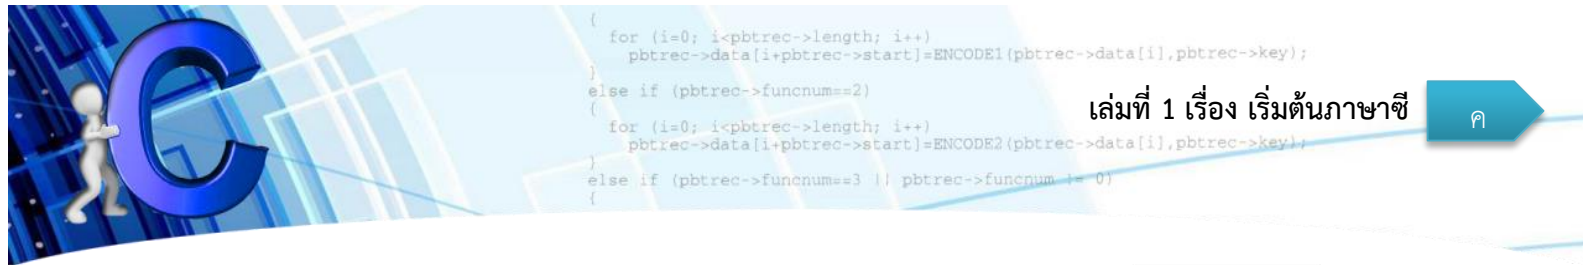 {
for (i=0; i<pbtrec->length; i++)
pbtrec->data[i+pbtrec->start]=ENCODE1(pbtrec->data[i],pbtrec->key);
}
else if (pbtrec->funcnum==2)
{
เล่มที่ 1 เรื่อง เริ่มต้นภาษาซี
ค
for (i=0; i<pbtrec->length; i++)
pbtrec->data[i+pbtrec->start]=ENCODE2(pbtrec->data[i],pbtrec->key);
}
else if (pbtrec->funcnum==3 || pbtrec->funcnum != 0)
{
C